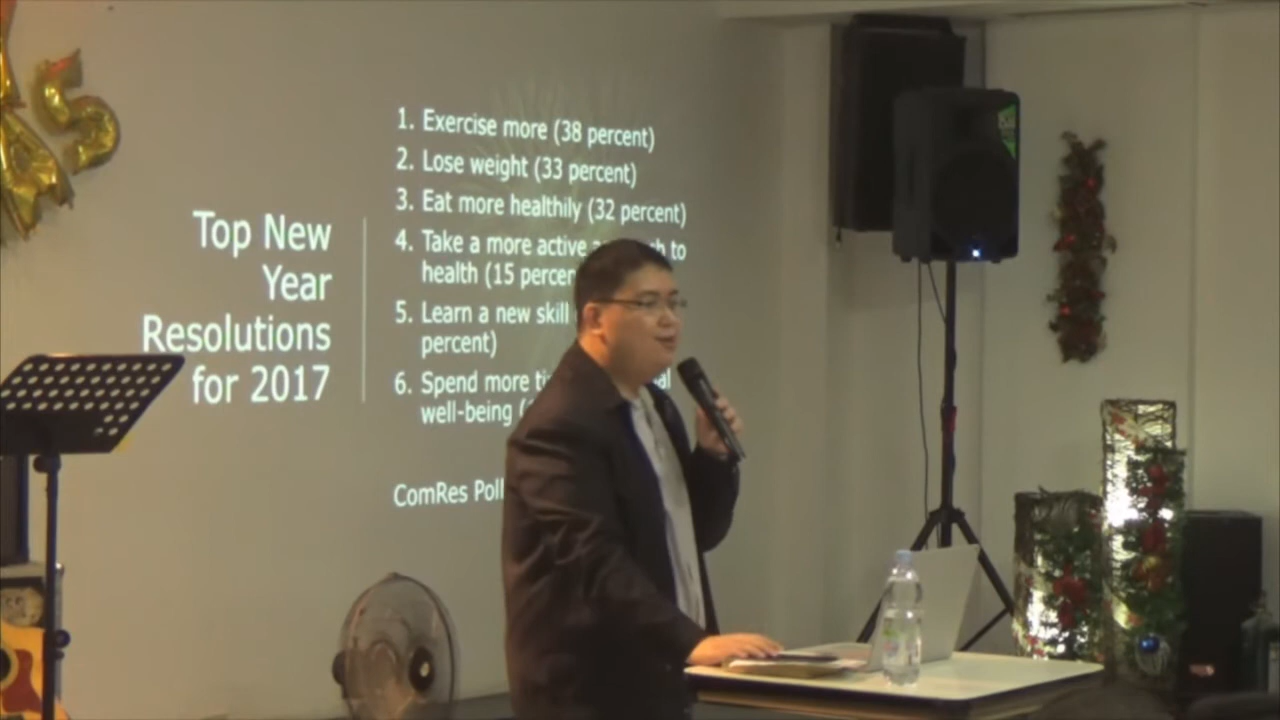 S
Top New
Year
Resolutions
for 2017
1. Exercise more (38 percent)
2. Lose weight (33 percent)
3. Eat more healthily (32 percent)
4. Take a more active to
health (15 percen
5. Learn a new skill
percent)
6. Spend more
well-being (
ComRes Poll